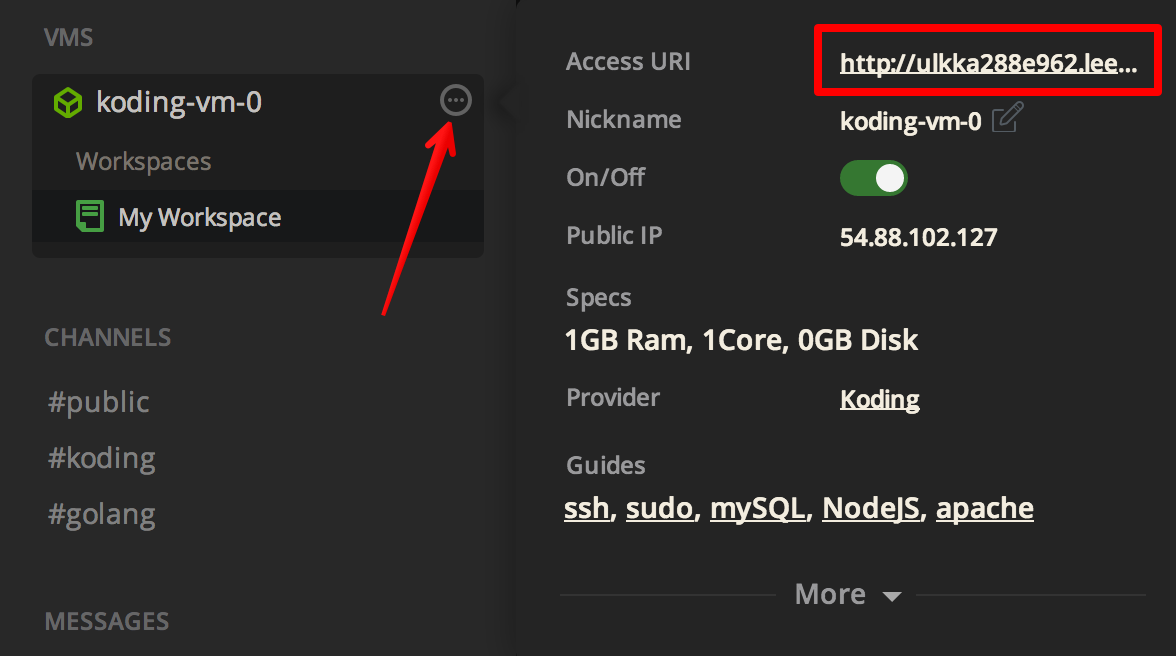 VMS
koding-vm-0
Workspaces
My Workspace
CHANNELS
#public
#koding
#golang
MESSAGES
Access URI http://ulkka288e962.lee...
Nickname koding-vm-0
On/Off
Public IP 54.88.102.127
Specs
1GB Ram, 1Core, 0GB Disk
Provider Koding
Guides
ssh, sudo, mySQL, NodeJS, apache
More